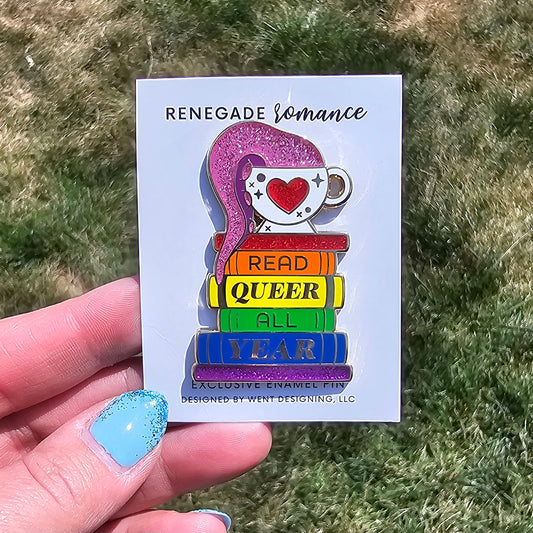 RENEGADE romance
READ
QUEER
ALL
YEAR
EXCLUSIVE ENAMEL PIN
DESIGNED BY WENT DESIGNING, LLC